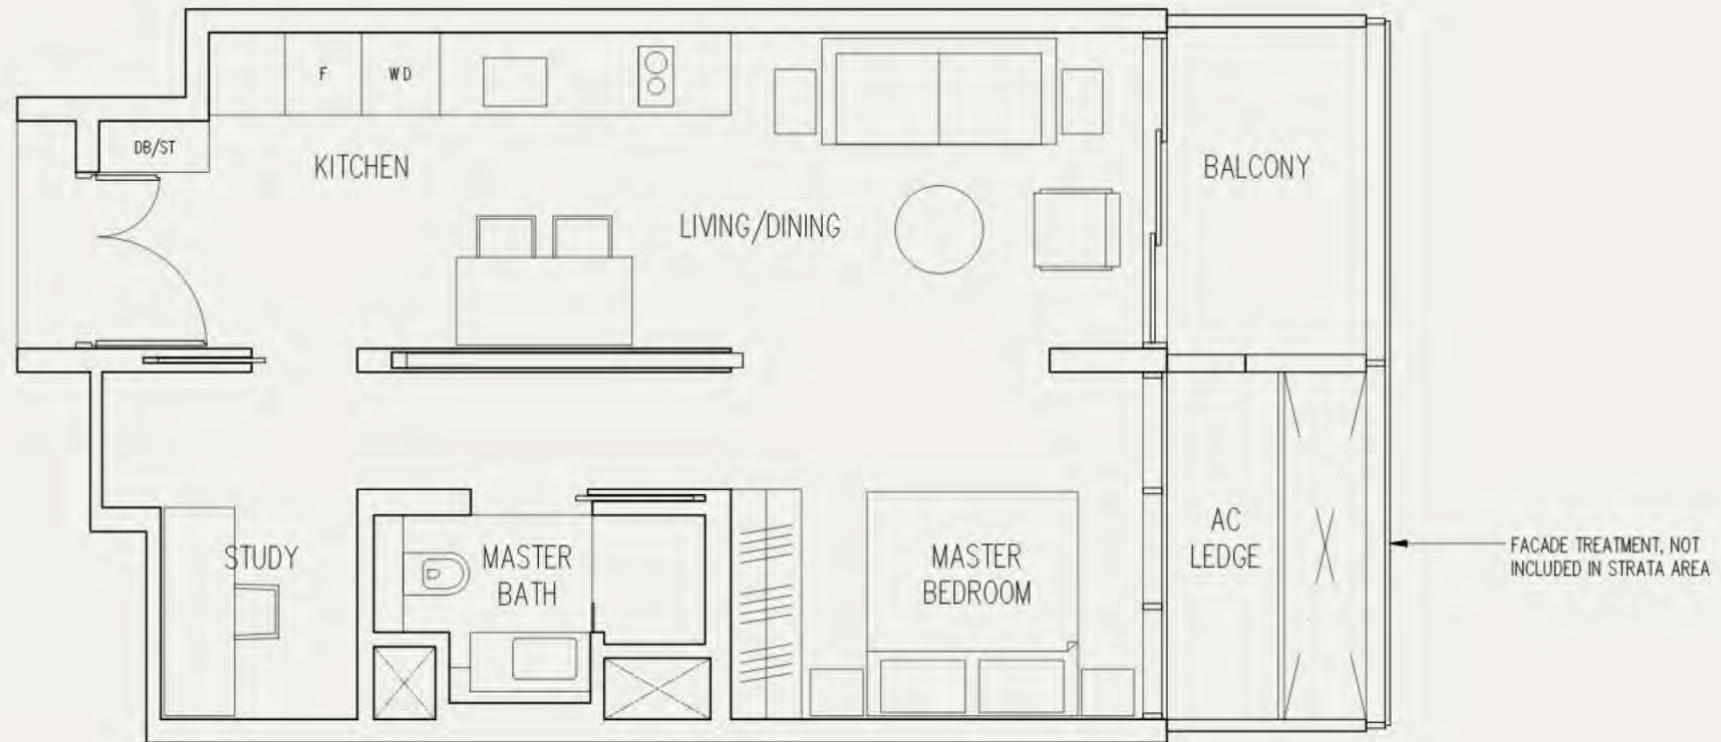 F
WD
DB/ST
KITCHEN
BALCONY
LIVING/DINING
STUDY
MASTER
BATH
MASTER
BEDROOM
AC
LEDGE
FACADE TREATMENT, NOT
INCLUDED IN STRATA AREA